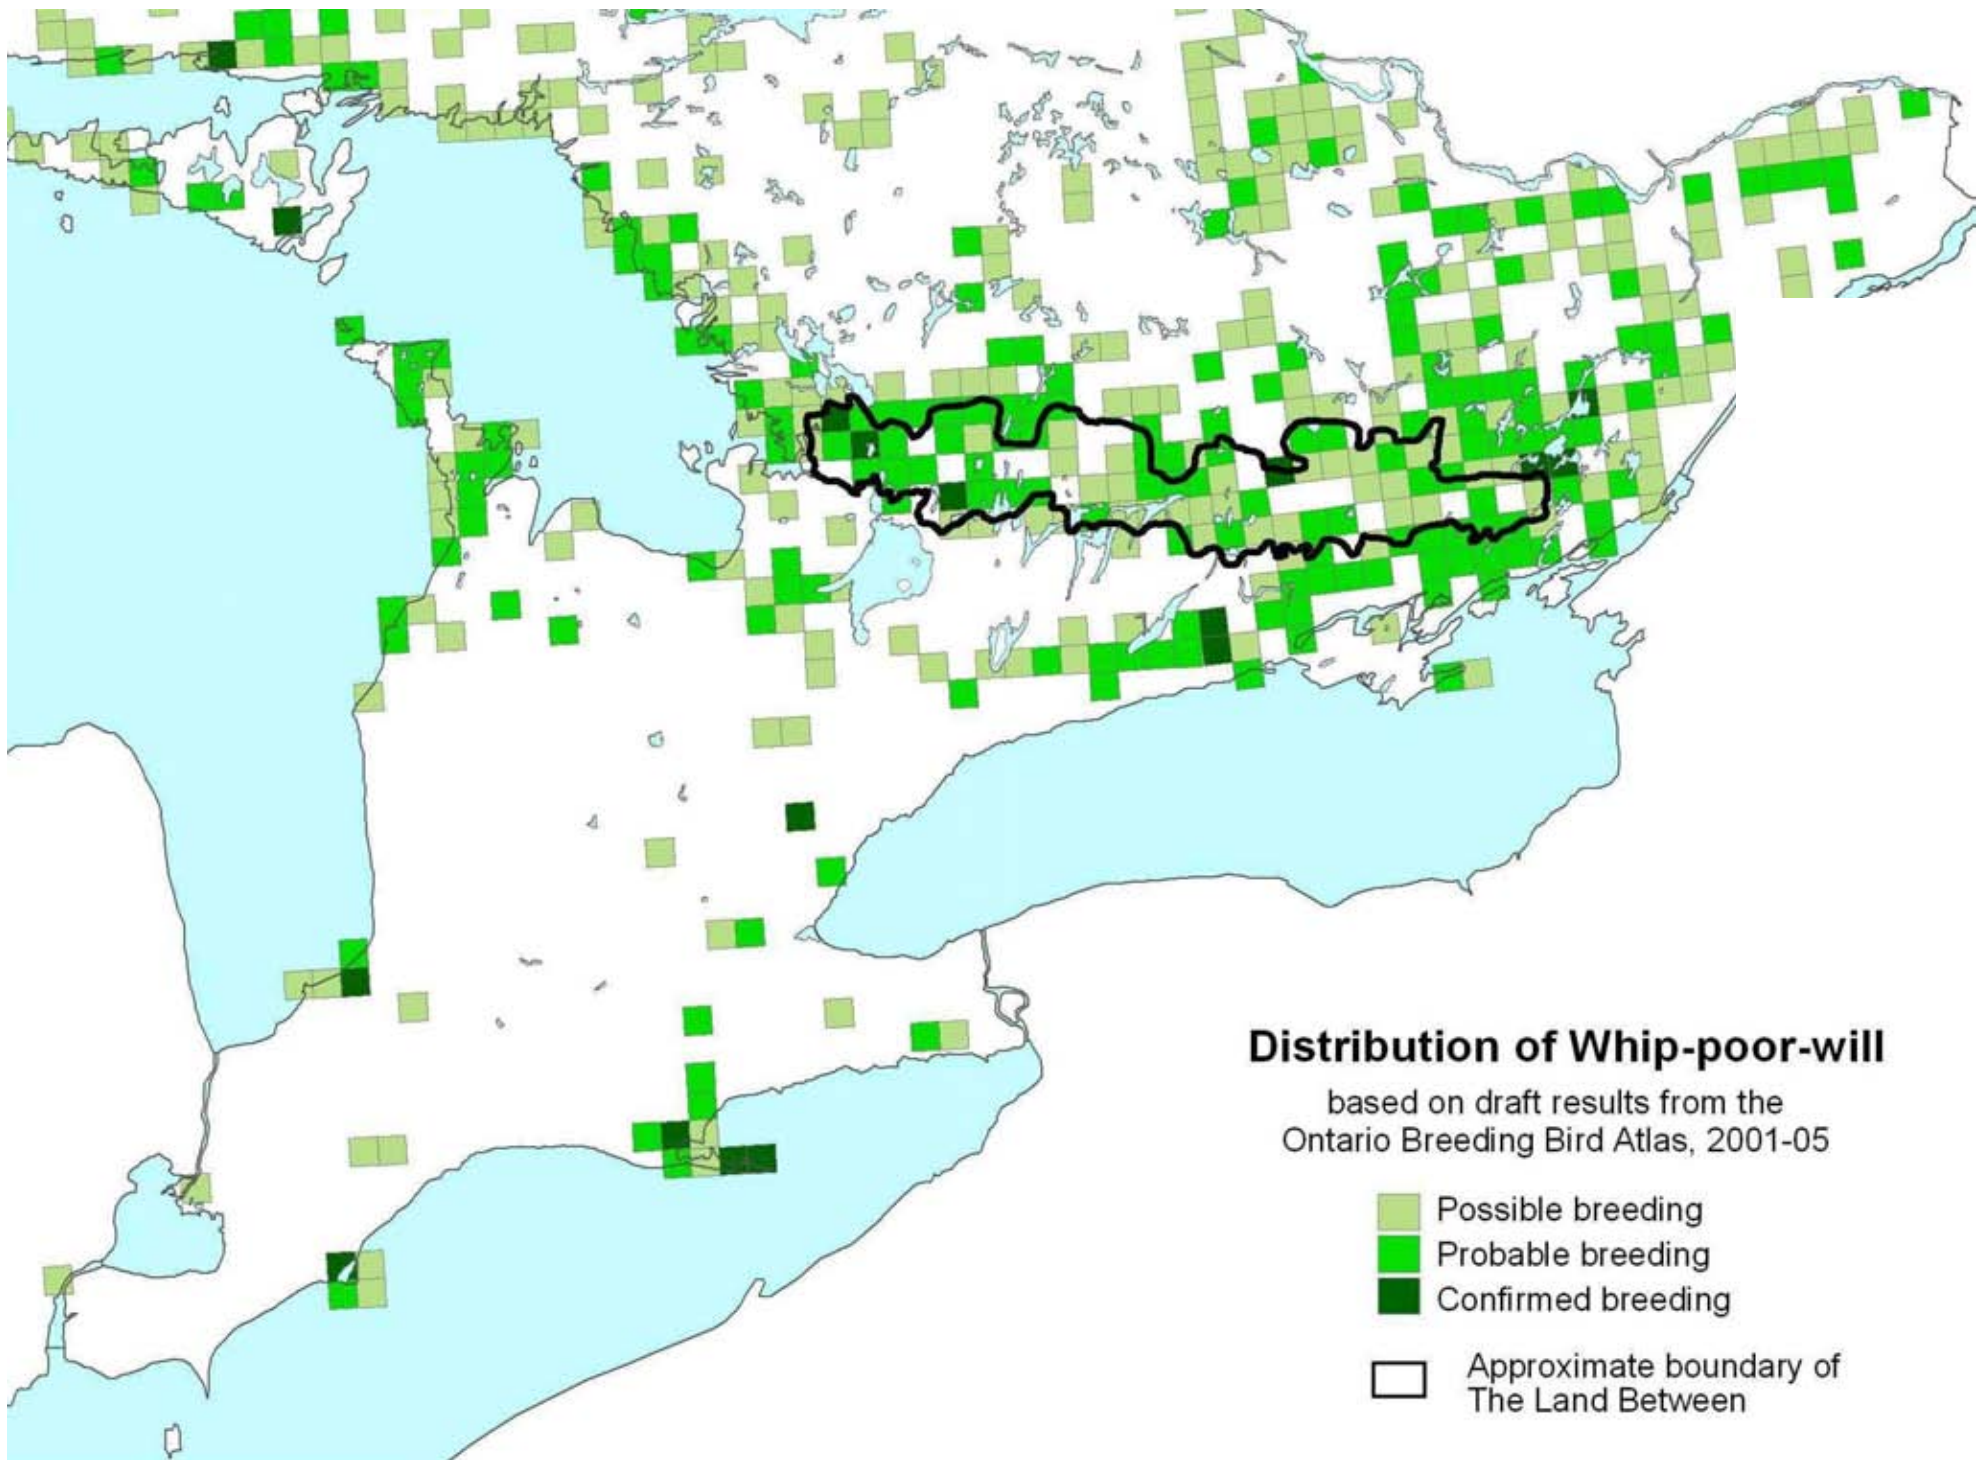 Distribution of Whip-poor-will
based on draft results from the
Ontario Breeding Bird Atlas, 2001-05
Possible breeding
Probable breeding
Confirmed breeding
Approximate boundary of
The Land Between